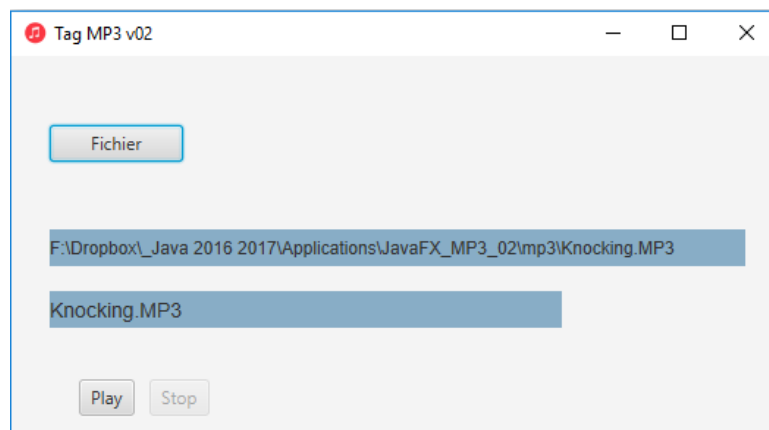 Tag MP3 v02
Fichier
F:\Dropbox\_Java 2016 2017\Applications\JavaFX_MP3_02\mp3\Knocking.MP3
Knocking.MP3
Play Stop